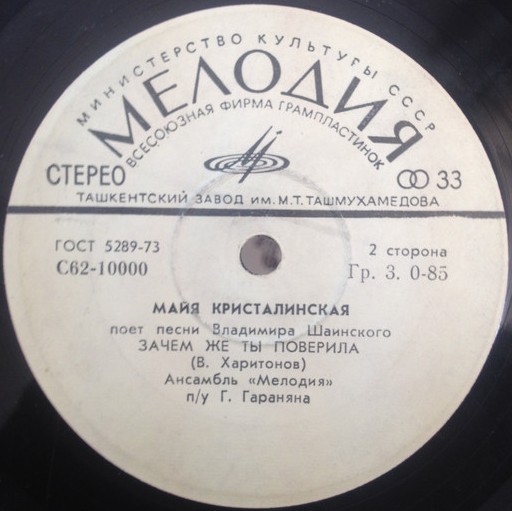 МИНИСТЕРСТВО КУЛЬТУРЫ СССР
МЕЛОДИЯ
ВСЕСОЮЗНАЯ ФИРМА ГРАМПЛАСТИНОК
СТЕРЕО
33
ТАШКЕНТСКИЙ ЗАВОД ИМ. М.Т. ТАШМУХАМЕДОВА
ГОСТ 5289-73
2 сторона
С62-10000
Гр. 3. 0-85
МАЙЯ КРИСТАЛИНСКАЯ
поет песни Владимира Шаинского
ЗАЧЕМ ЖЕ ТЫ ПОВЕРИЛА
(В. Харитонов)
Ансамбль «Мелодия»
п/у Г. Гараняна